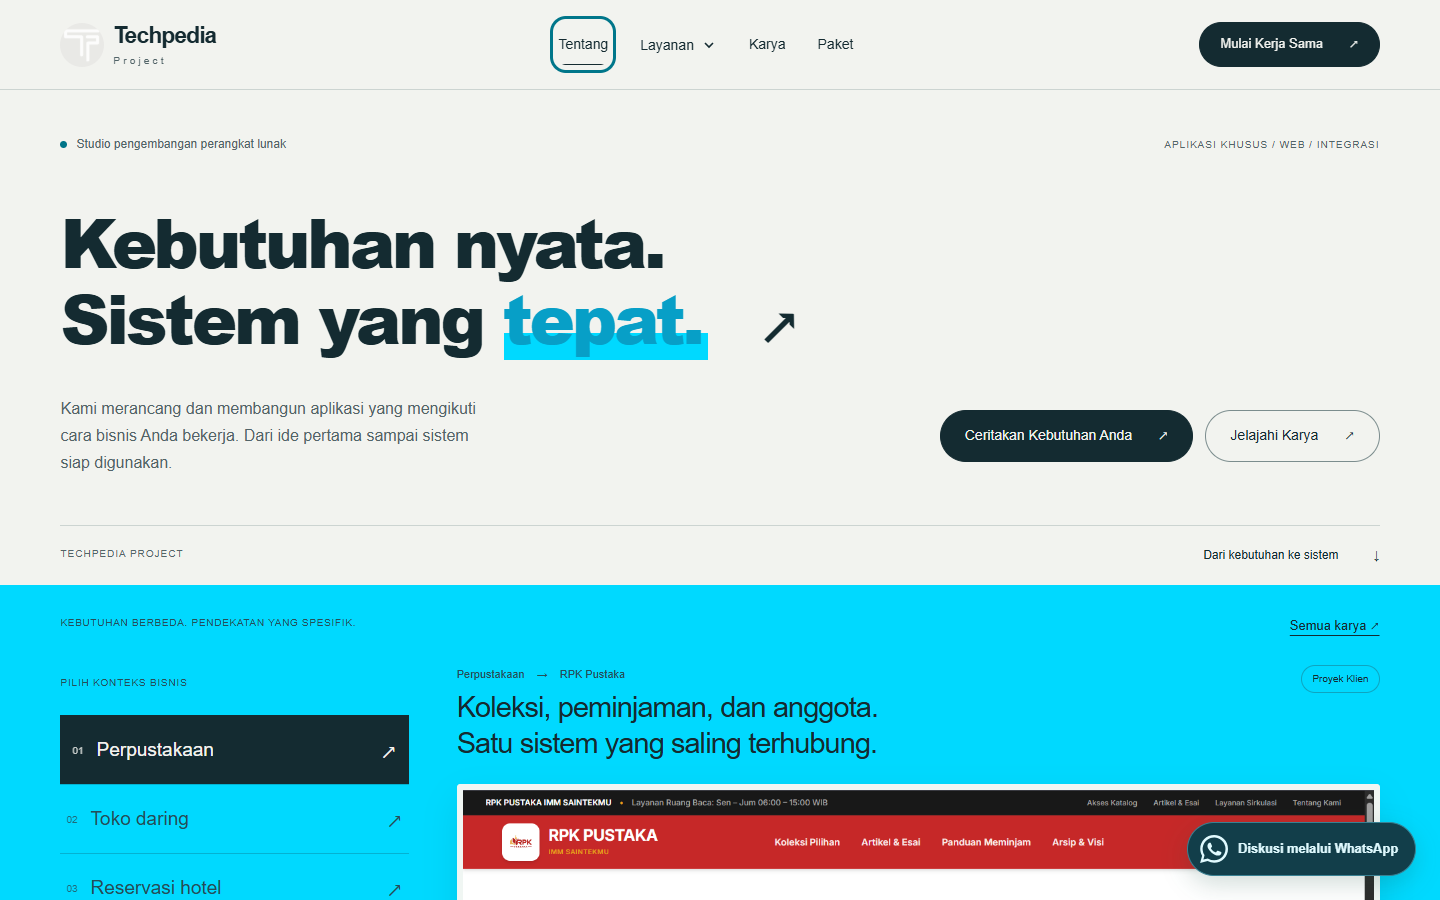 Techpedia
Project
Tentang
Layanan
Karya
Paket
Mulai Kerja Sama ↗
Studio pengembangan perangkat lunak
APLIKASI KHUSUS / WEB / INTEGRASI
Kebutuhan nyata.
Sistem yang tepat. ↗
Kami merancang dan membangun aplikasi yang mengikuti
cara bisnis Anda bekerja. Dari ide pertama sampai sistem
siap digunakan.
Ceritakan Kebutuhan Anda ↗
Jelajahi Karya ↗
TECHPEDIA PROJECT
Dari kebutuhan ke sistem ↓
KEBUTUHAN BERBEDA. PENDEKATAN YANG SPESIFIK.
Semua karya ↗
PILIH KONTEKS BISNIS
01 Perpustakaan ↗
02 Toko daring ↗
03 Reservasi hotel ↗
Perpustakaan → RPK Pustaka
Proyek Klien
Koleksi, peminjaman, dan anggota.
Satu sistem yang saling terhubung.
RPK PUSTAKA IMM SAINTEKMU • Layanan Ruang Baca: Sen – Jum 06:00 – 15:00 WIB
Akses Katalog Artikel & Esai Layanan Sirkulasi Tentang Kami
RPK
RPK PUSTAKA
IMM SAINTEKMU
Koleksi Pilihan Artikel & Esai Panduan Meminjam Arsip & Visi
Diskusi melalui WhatsApp